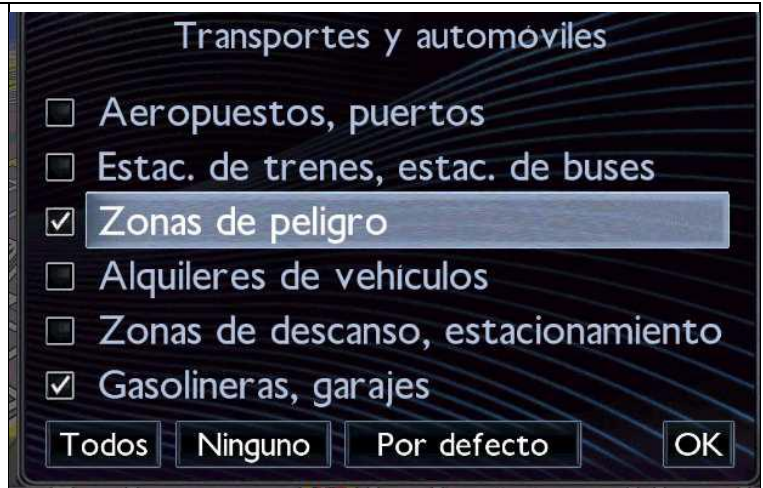 Transportes y automóviles
Aeropuestos, puertos
Estac. de trenes, estac. de buses
Zonas de peligro
Alquileres de vehículos
Zonas de descanso, estacionamiento
Gasolineras, garajes
Todos Ninguno Por defecto OK